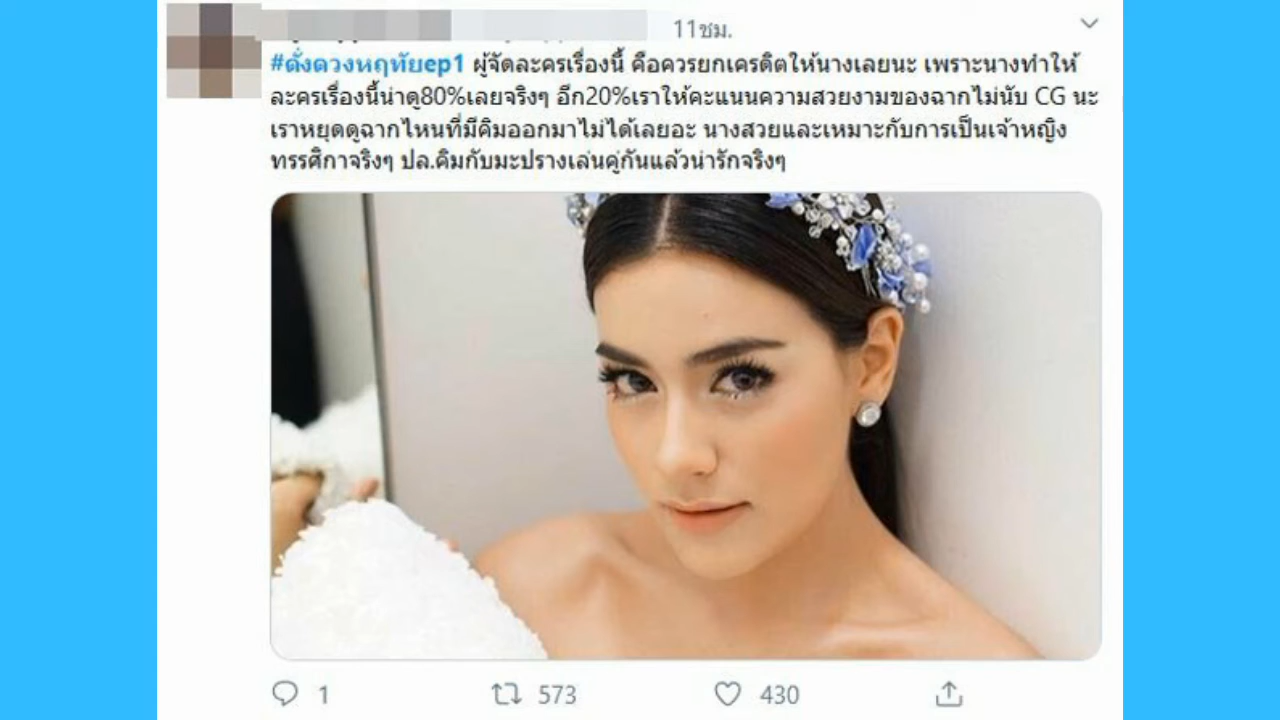 11ชม.
#ดั่งดวงหฤทัยep1 ผู้จัดละครเรื่องนี้ คือควรยกเครดิตให้นางเลยนะ เพราะนางทำให้
ละครเรื่องนี้น่าดู80%เลยจริงๆ อีก20%เราให้คะแนนความสวยงามของฉากไม่นับ CG นะ
เราหยุดดูฉากไหนที่มีคิมออกมาไม่ได้เลยอะ นางสวยและเหมาะกับการเป็นเจ้าหญิง
ทรรศิกาจริงๆ ปล.คิมกับมะปรางเล่นคู่กันแล้วน่ารักจริงๆ
1 573 430